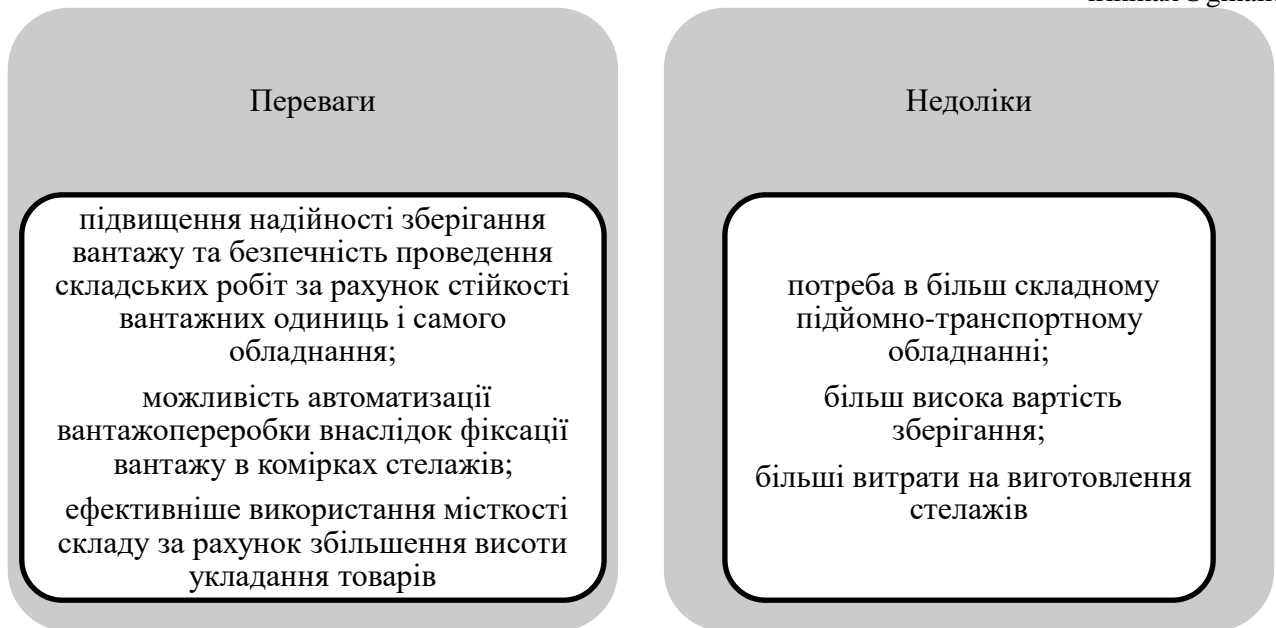 Переваги
підвищення надійності зберігання
вантажу та безпечність проведення
складських робіт за рахунок стійкості
вантажних одиниць і самого
обладнання;
можливість автоматизації
вантажопереробки внаслідок фіксації
вантажу в комірках стелажів;
ефективніше використання місткості
складу за рахунок збільшення висоти
укладання товарів
Недоліки
потреба в більш складному
підйомно-транспортному
обладнанні;
більш висока вартість
зберігання;
більші витрати на виготовлення
стелажів